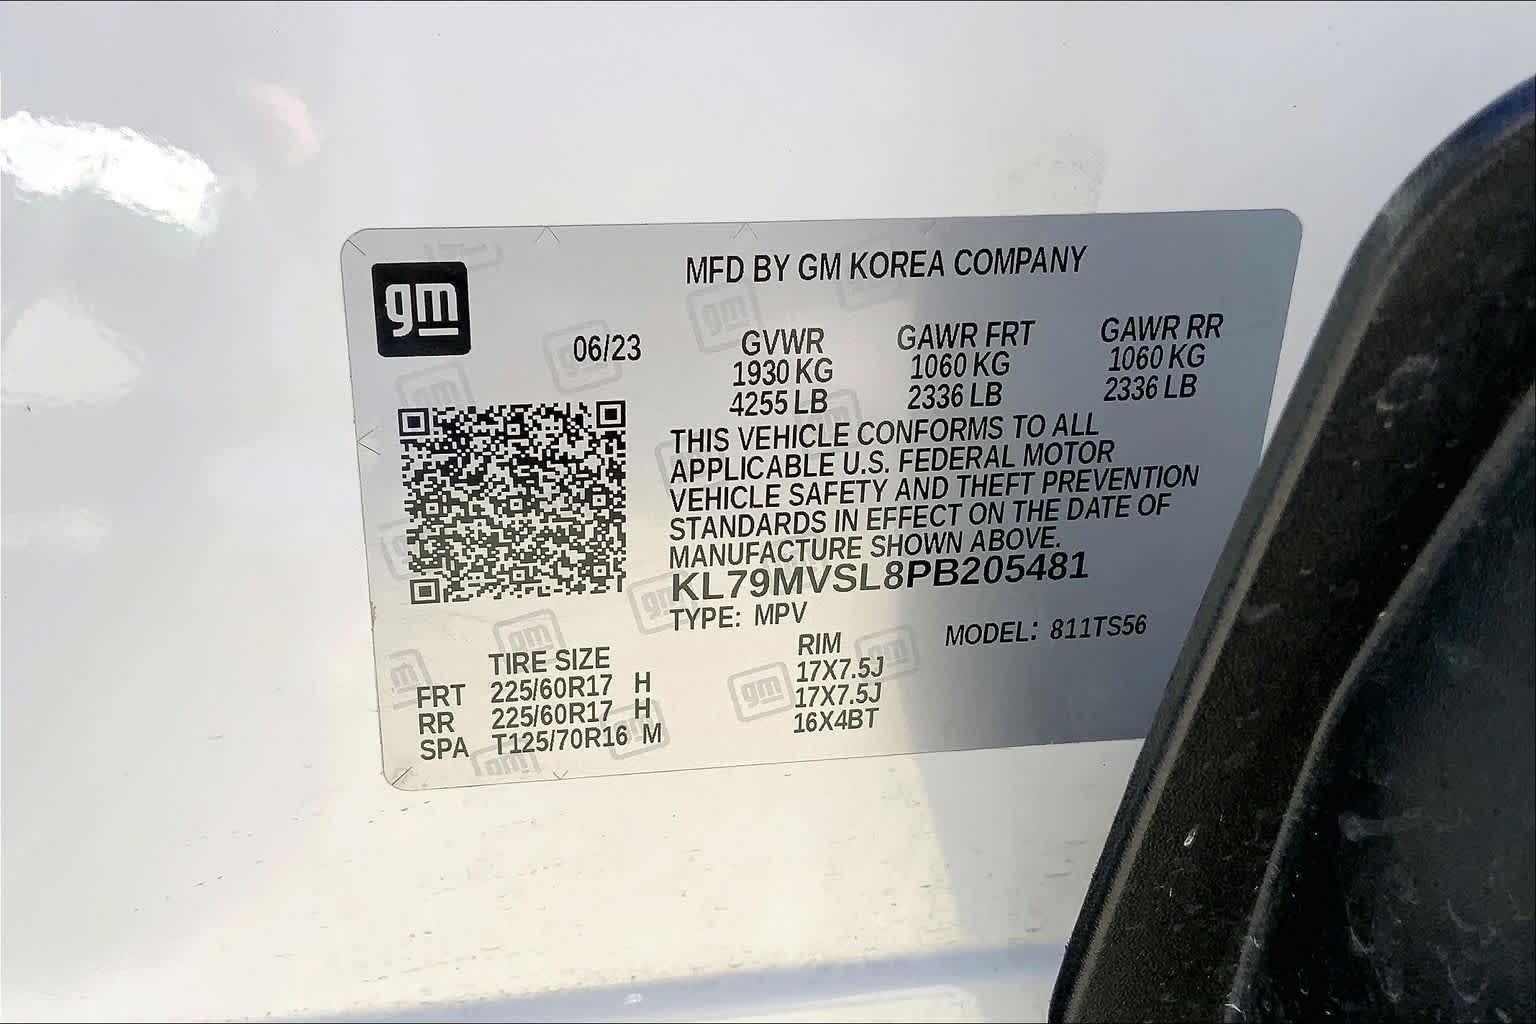 MFD BY GM KOREA COMPANY
gm
06/23
GVWR GAWR FRT GAWR RR
1930 KG 1060 KG 1060 KG
4255 LB 2336 LB 2336 LB
THIS VEHICLE CONFORMS TO ALL
APPLICABLE U.S. FEDERAL MOTOR
VEHICLE SAFETY AND THEFT PREVENTION
STANDARDS IN EFFECT ON THE DATE OF
MANUFACTURE SHOWN ABOVE.
KL79MVSL8PB205481
TYPE: MPV MODEL: 811TS56
TIRE SIZE RIM
FRT 225/60R17 H 17X7.5J
RR 225/60R17 H 17X7.5J
SPA T125/70R16 M 16X4BT